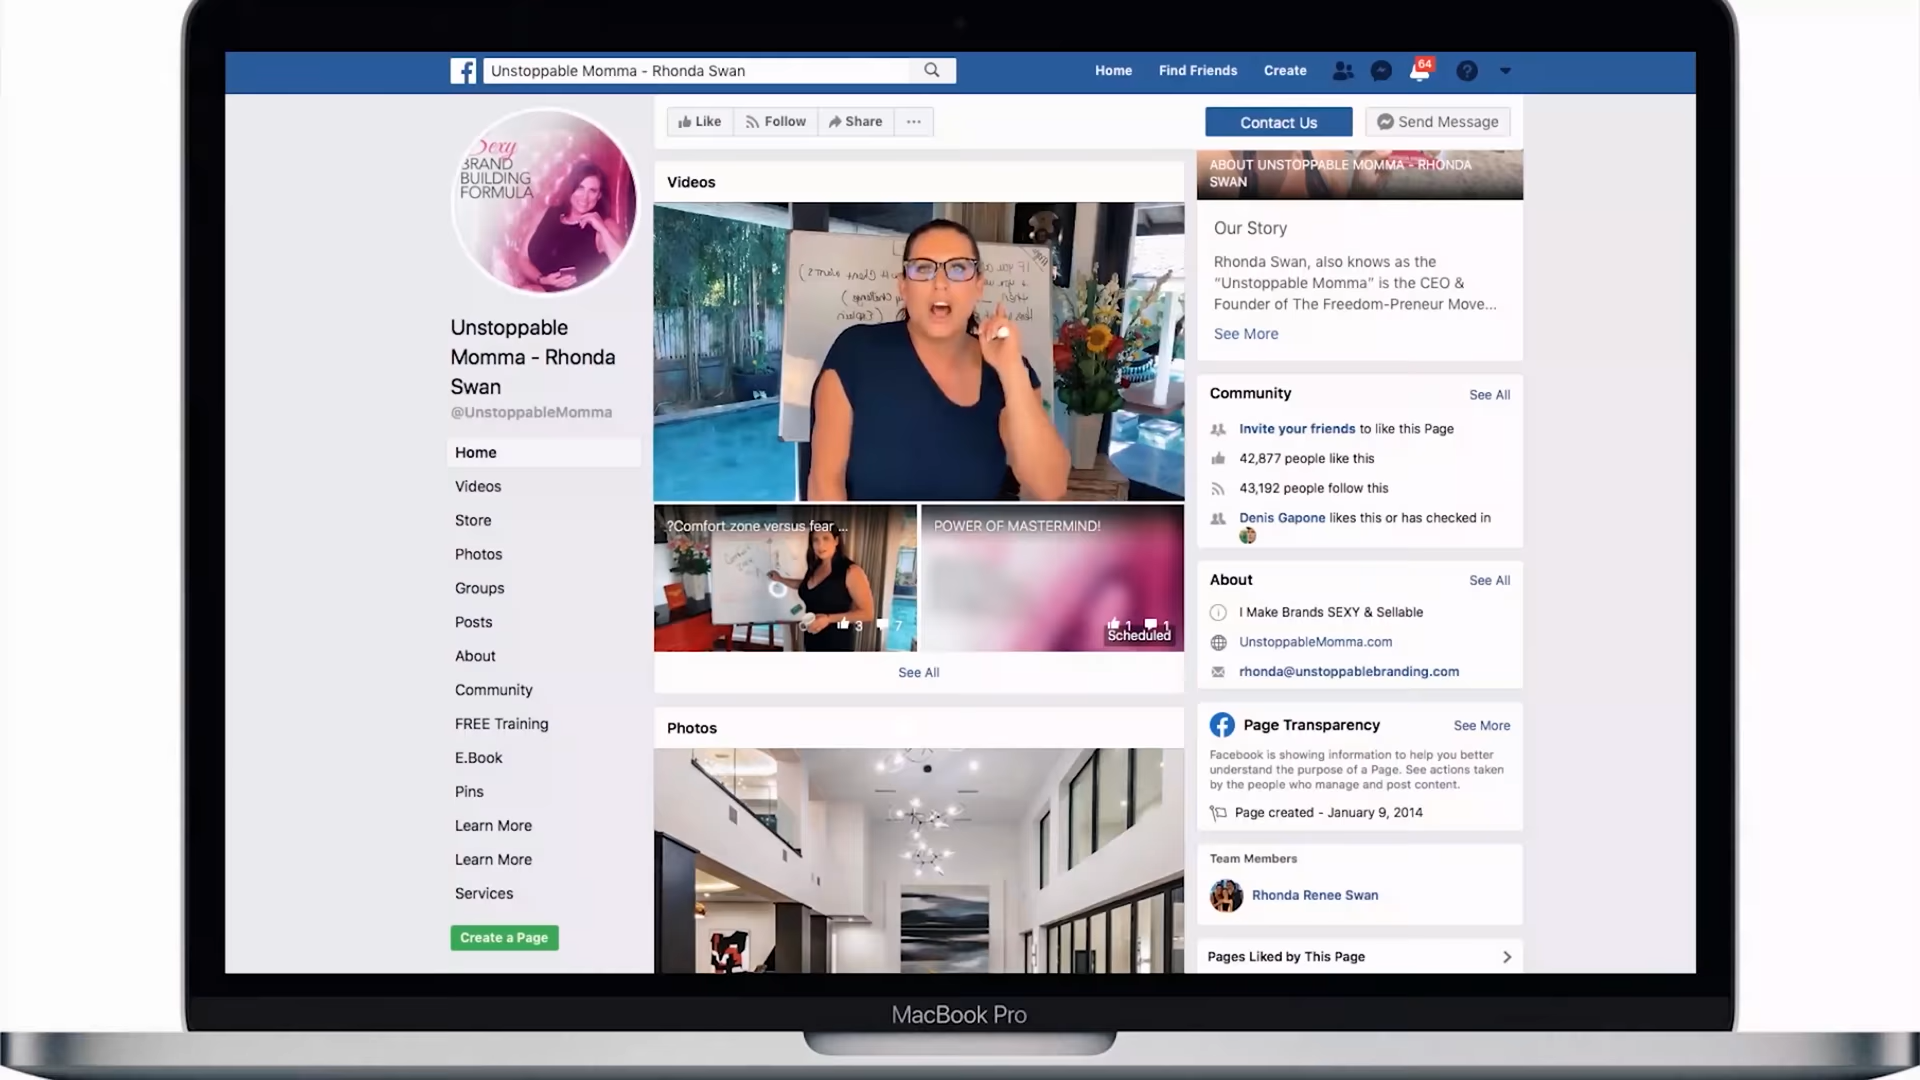 Unstoppable Momma - Rhonda Swan
Home
Find Friends
Create
64
Sexy
BRAND
BUILDING
FORMULA
Unstoppable
Momma - Rhonda
Swan
@UnstoppableMomma
Home
Videos
Store
Photos
Groups
Posts
About
Community
FREE Training
E.Book
Pins
Learn More
Learn More
Services
Create a Page
Like
Follow
Share
Contact Us
Send Message
Videos
?Comfort zone versus fear ...
3
7
POWER OF MASTERMIND!
1
1
Scheduled
See All
Photos
ABOUT UNSTOPPABLE MOMMA - RHONDA
SWAN
Our Story
Rhonda Swan, also knows as the
“Unstoppable Momma” is the CEO &
Founder of The Freedom-Preneur Move...
See More
Community
See All
Invite your friends to like this Page
42,877 people like this
43,192 people follow this
Denis Gapone likes this or has checked in
About
See All
I Make Brands SEXY & Sellable
UnstoppableMomma.com
rhonda@unstoppablebranding.com
Page Transparency
See More
Facebook is showing information to help you better
understand the purpose of a Page. See actions taken
by the people who manage and post content.
Page created - January 9, 2014
Team Members
Rhonda Renee Swan
Pages Liked by This Page
MacBook Pro